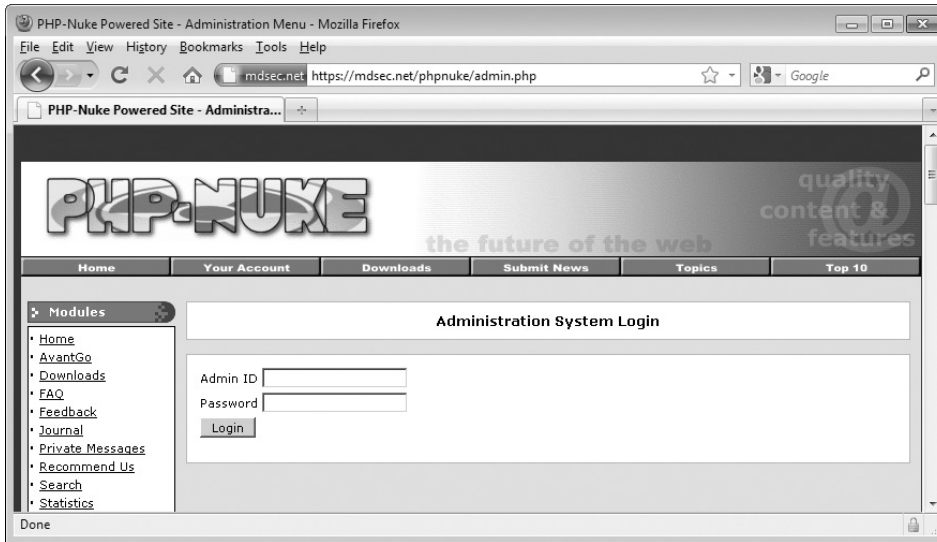 PHP-Nuke Powered Site - Administration Menu - Mozilla Firefox
File Edit View History Bookmarks Tools Help
mdsec.net https://mdsec.net/phpnuke/admin.php
Google
PHP-Nuke Powered Site - Administra...
PHP-NUKE
quality
content &
features
@
the future of the web
Home Your Account Downloads Submit News Topics Top 10
Modules
Home
AvantGo
Downloads
FAQ
Feedback
Journal
Private Messages
Recommend Us
Search
Statistics
Administration System Login
Admin ID
Password
Login
Done